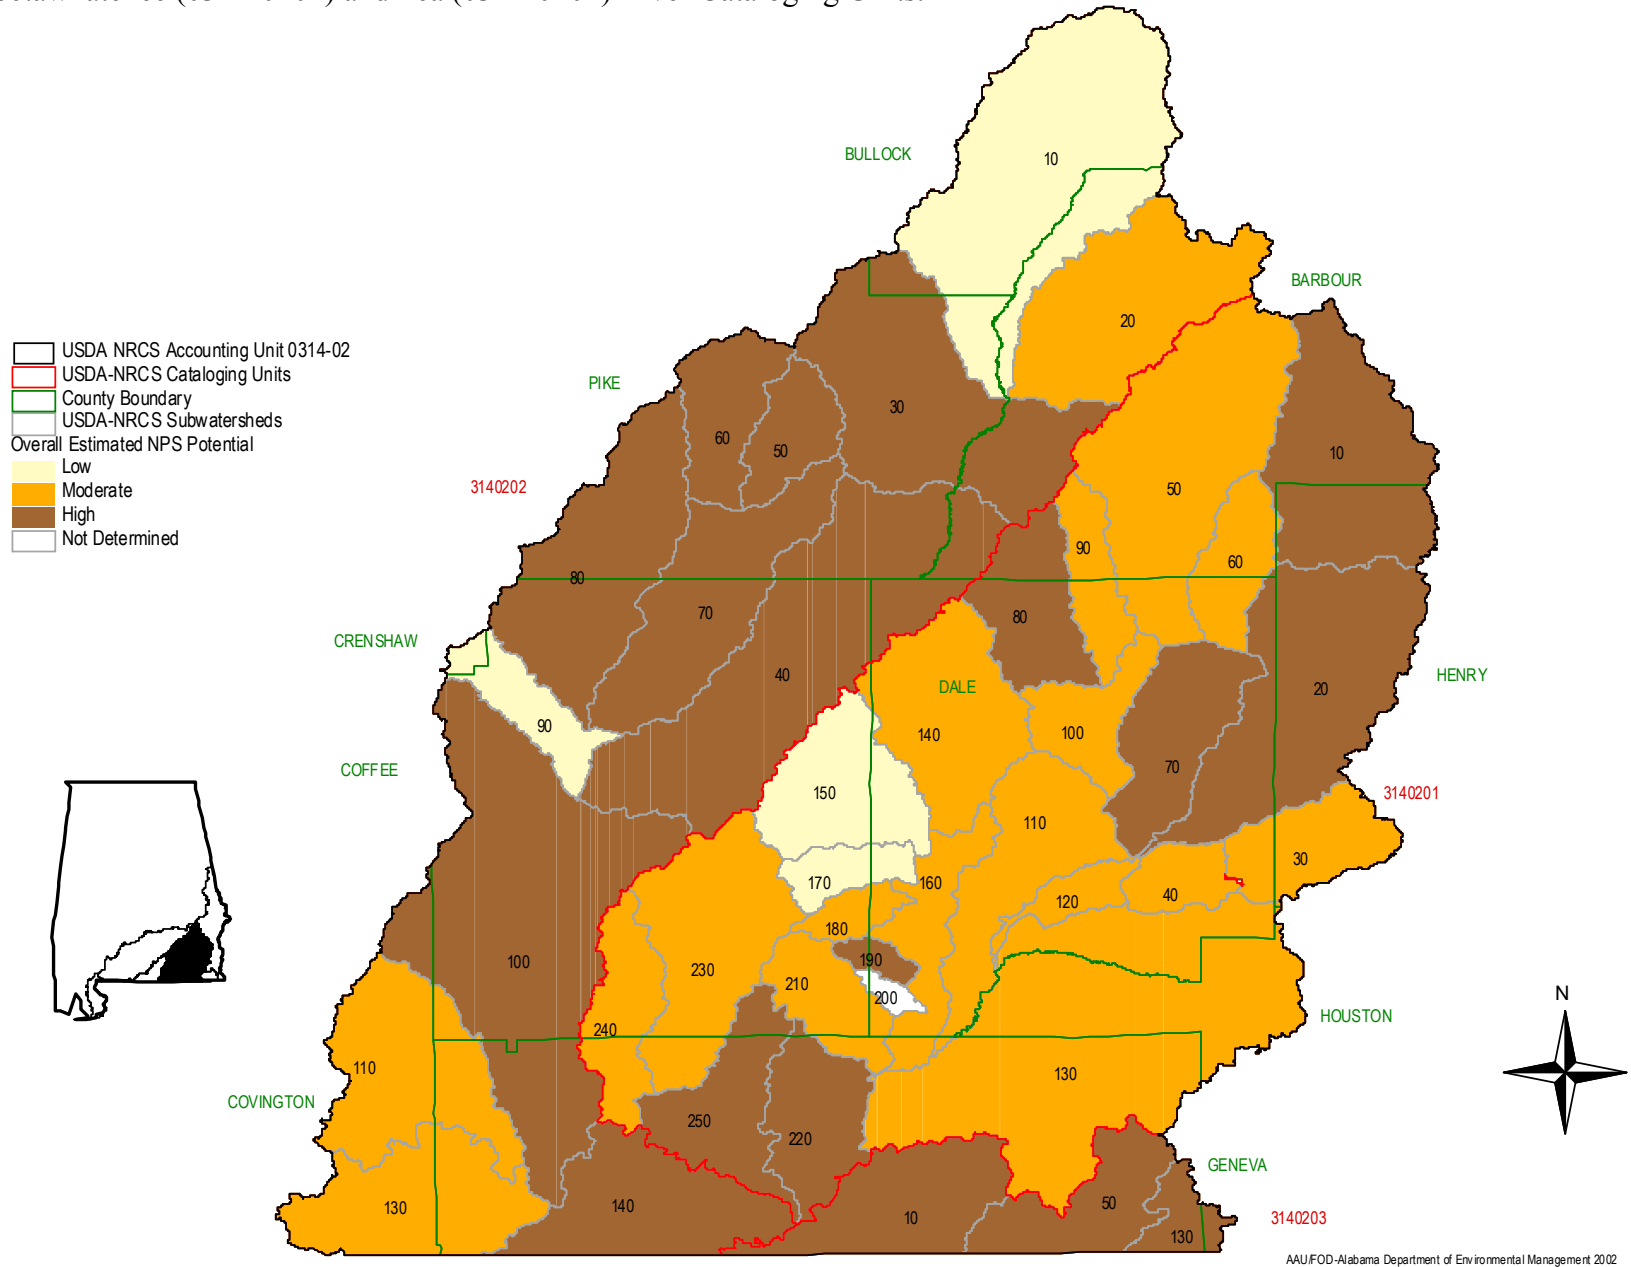 BULLOCK
10
BARBOUR
20
USDA NRCS Accounting Unit 0314-02
USDA-NRCS Cataloging Units
County Boundary
USDA-NRCS Subwatersheds
Overall Estimated NPS Potential
Low
Moderate
High
Not Determined
PIKE
30
60
50
10
3140202
50
90
60
80
70
80
CRENSHAW
40
20
HENRY
DALE
90
140
100
COFFEE
70
150
3140201
110
30
170
160
40
120
180
100
190
230
210
200
N
HOUSTON
240
110
130
COVINGTON
250
220
GENEVA
130
140
10
50
3140203
130
AAU/FOD-Alabama Department of Environmental Management 2002